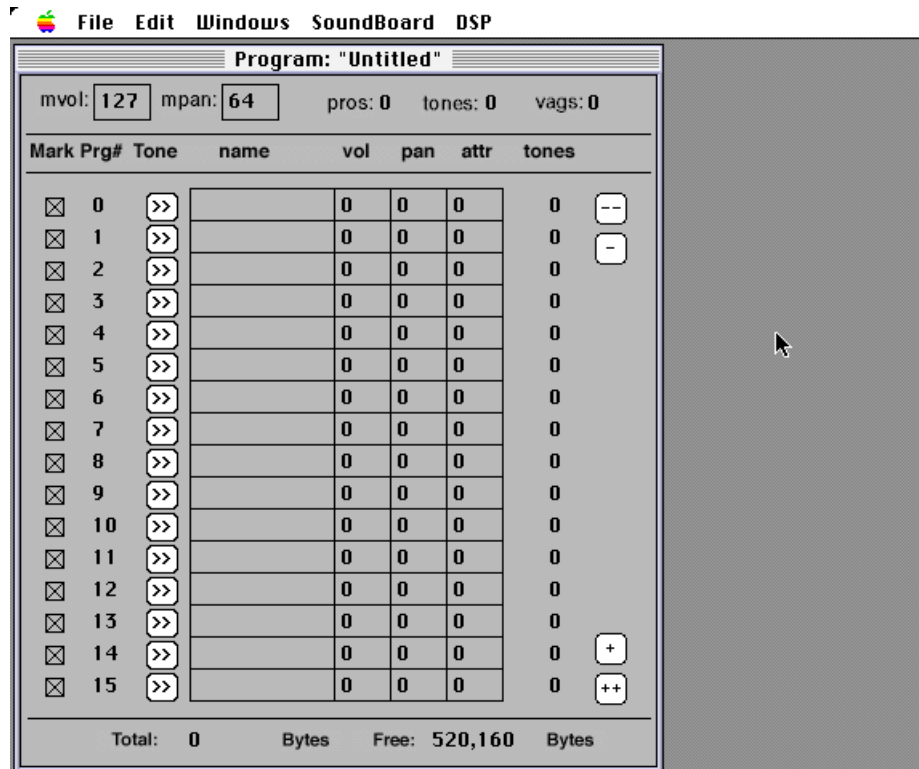 File Edit Windows SoundBoard DSP
Program: "Untitled"
mvol: 127 mpan: 64 pros: 0 tones: 0 vags: 0
Mark Prg# Tone name vol pan attr tones
0 >> 0 0 0 0 --
1 >> 0 0 0 0 -
2 >> 0 0 0 0
3 >> 0 0 0 0
4 >> 0 0 0 0
5 >> 0 0 0 0
6 >> 0 0 0 0
7 >> 0 0 0 0
8 >> 0 0 0 0
9 >> 0 0 0 0
10 >> 0 0 0 0
11 >> 0 0 0 0
12 >> 0 0 0 0
13 >> 0 0 0 0
14 >> 0 0 0 0 +
15 >> 0 0 0 0 ++
Total: 0 Bytes Free: 520,160 Bytes